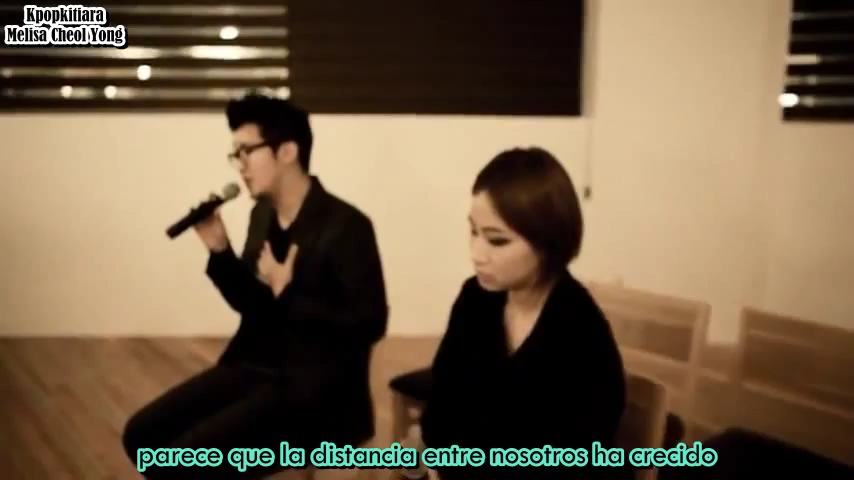 Kpopkitiara
Melisa Cheol Yong
parece que la distancia entre nosotros ha crecido